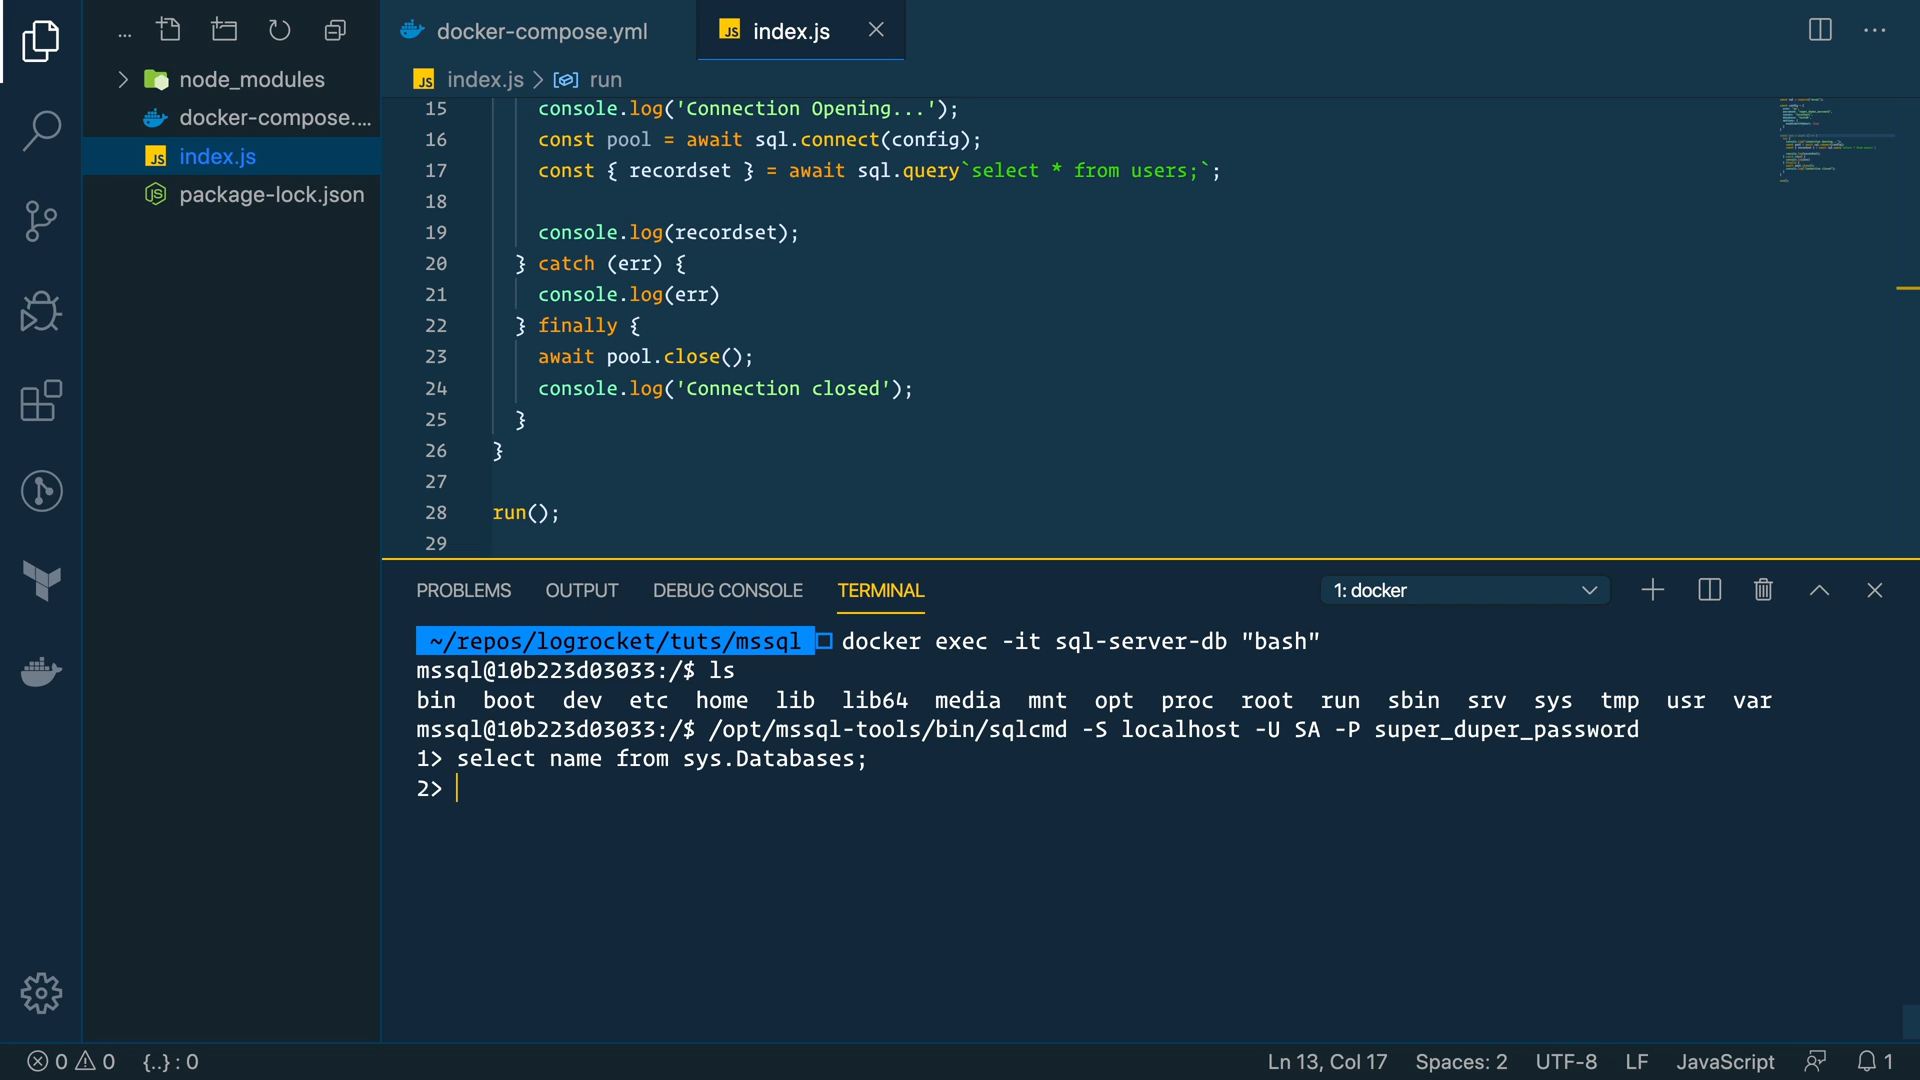 ...
node_modules
docker-compose....
index.js
package-lock.json
docker-compose.yml
JS index.js
JS index.js > run
15 console.log('Connection Opening...');
16 const pool = await sql.connect(config);
17 const { recordset } = await sql.query`select * from users;`;
18
19 console.log(recordset);
20 } catch (err) {
21 console.log(err)
22 } finally {
23 await pool.close();
24 console.log('Connection closed');
25 }
26 }
27
28 run();
29
PROBLEMS OUTPUT DEBUG CONSOLE TERMINAL 1: docker
~/repos/logrocket/tuts/mssql docker exec -it sql-server-db "bash"
mssql@10b223d03033:/$ ls
bin boot dev etc home lib lib64 media mnt opt proc root run sbin srv sys tmp usr var
mssql@10b223d03033:/$ /opt/mssql-tools/bin/sqlcmd -S localhost -U SA -P super_duper_password
1> select name from sys.Databases;
2>
0 0 {..} : 0 Ln 13, Col 17 Spaces: 2 UTF-8 LF JavaScript 1